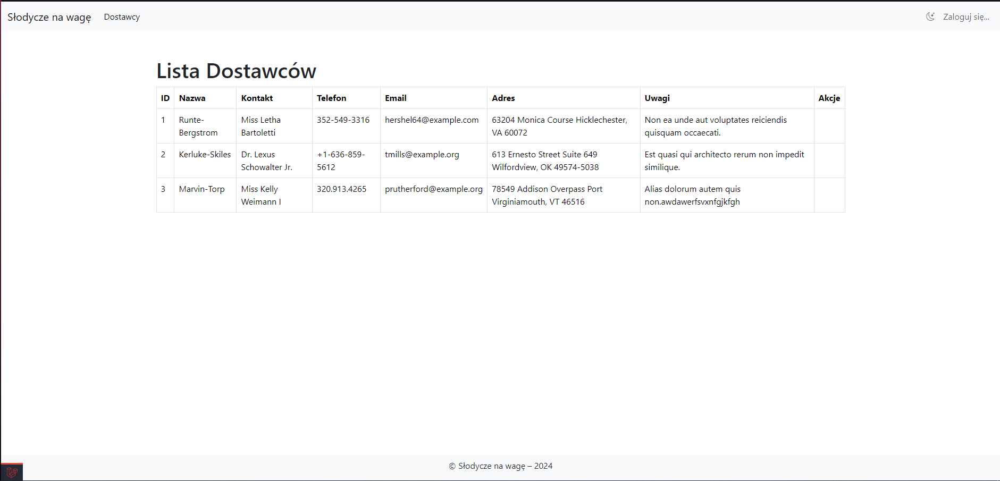 Słodycze na wagę Dostawcy Zaloguj się...
Lista Dostawców
ID Nazwa Kontakt Telefon Email Adres Uwagi Akcje
1 Runte- Miss Letha 352-549-3316 hershel64@example.com 63204 Monica Course Hicklechester, Non ea unde aut voluptates reiciendis
Bergstrom Bartoletti VA 60072 quisquam occaecati.
2 Kerluke-Skiles Dr. Lexus +1-636-859- tmills@example.org 613 Ernesto Street Suite 649 Est quasi qui architecto rerum non impedit
Schowalter Jr. 5612 Wilfordview, OK 49574-5038 similique.
3 Marvin-Torp Miss Kelly 320.913.4265 prutherford@example.org 78549 Addison Overpass Port Alias dolorum autem quis
Weimann I Virginiamouth, VT 46516 non.awdawerfsvxnfgjkfgh
© Słodycze na wagę – 2024